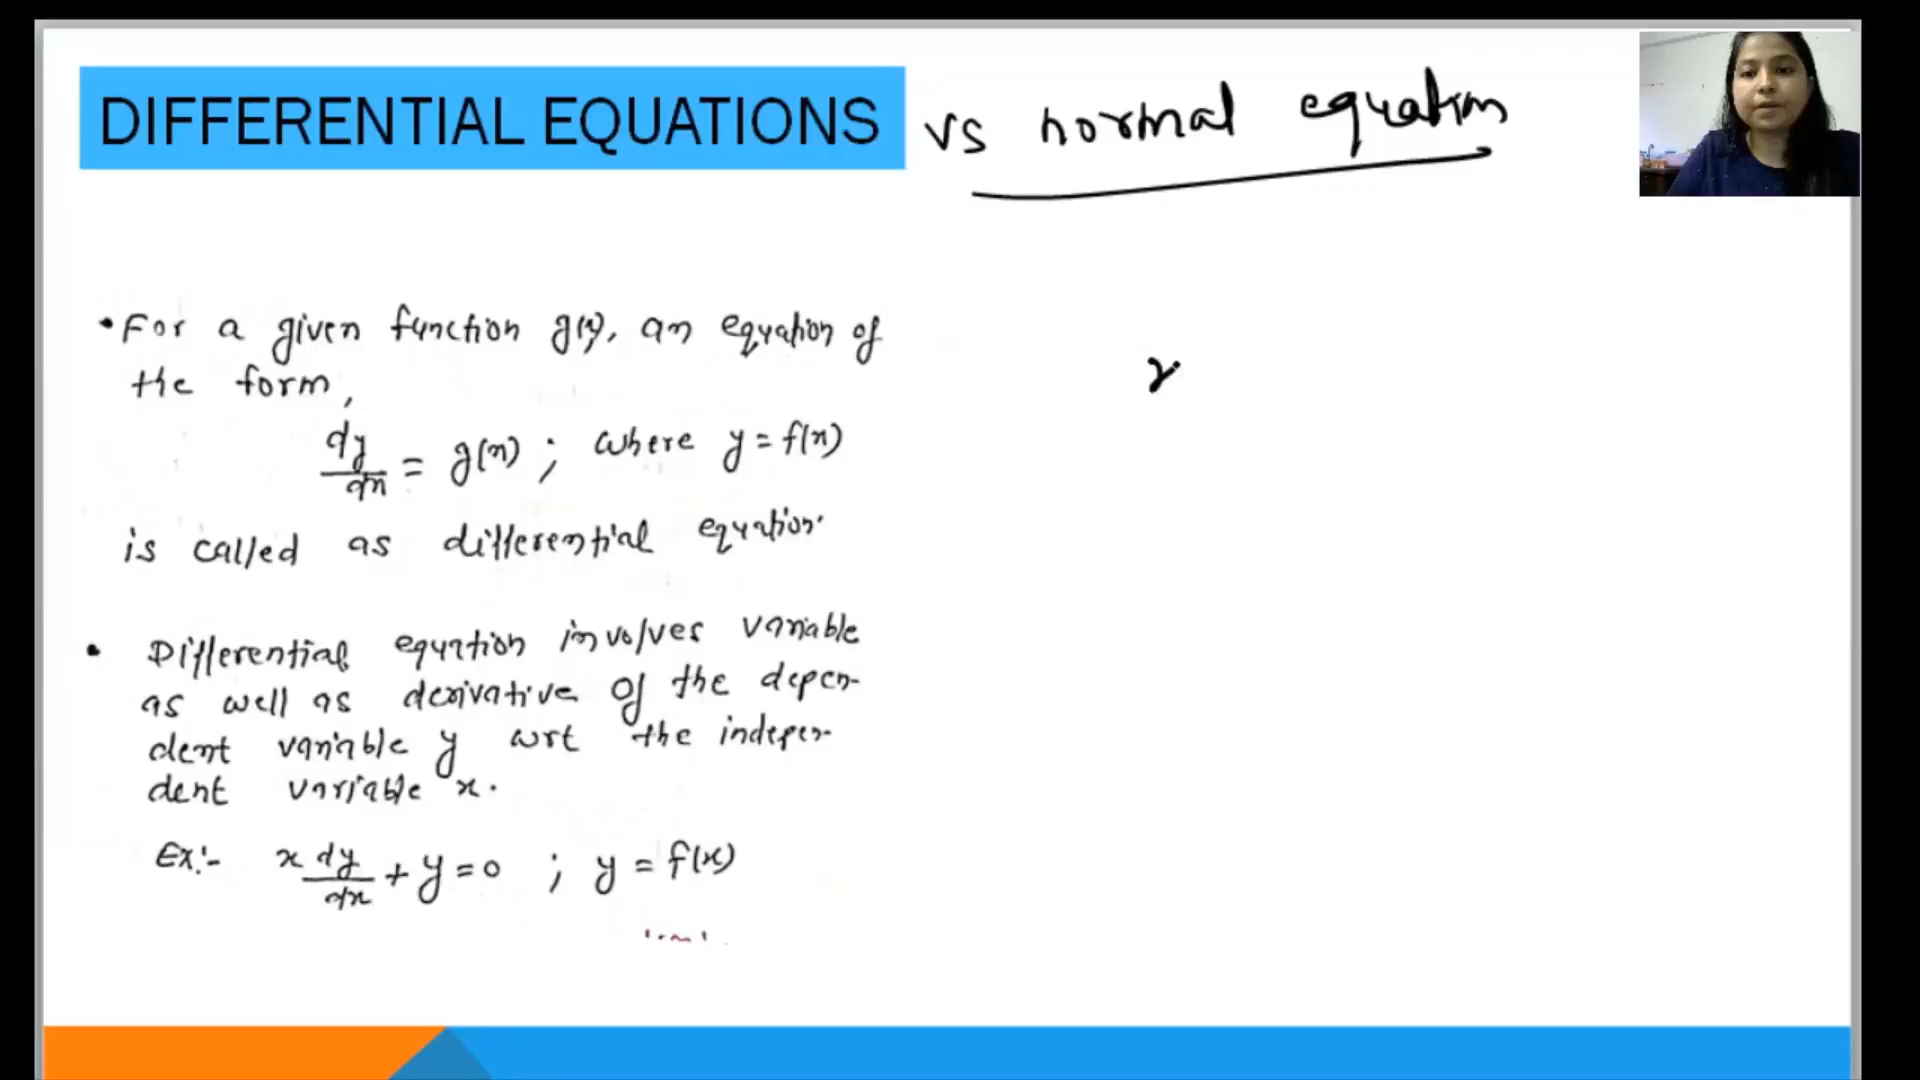 DIFFERENTIAL EQUATIONS vs normal equation
• For a given function g(x), an equation of
the form,
dy/dx = g(x) ; where y = f(x)
is called as differential equation.
• Differential equation involves variable
as well as derivative of the depen-
dent variable y wrt the indepen-
dent variable x.
Ex:- x dy/dx + y = 0 ; y = f(x)